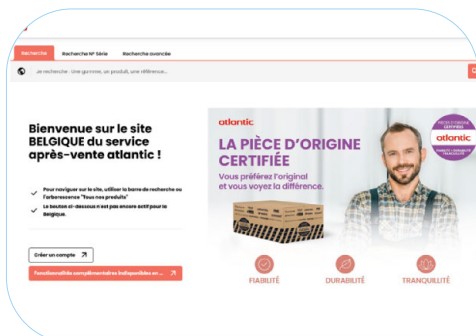 Recherche Recherche N° Série Recherche avancée
une recherche : Une gamme, un produit, une référence...
Bienvenue sur le site
BELGIQUE du service
après-vente atlantic !
Pour naviguer sur le site, utiliser la barre de recherche ou
l'arborescence "Tous nos produits"
Le bouton ci-dessous n'est pas encore actif pour la
Belgique.
Créer un compte
Fonctionnalités complémentaires indisponibles en ...
atlantic
LA PIÈCE D'ORIGINE
CERTIFIÉE
Vous préférez l'original
et vous voyez la différence.
PIÈCES D'ORIGINE
CERTIFIÉE
atlantic
FIABILITÉ
DURABILITÉ
TRANQUILLITÉ